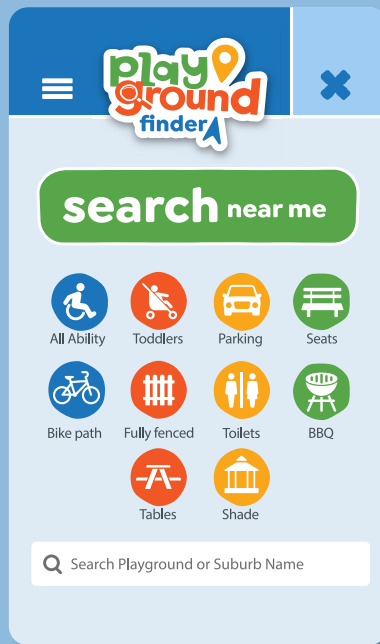 play
ground
finder
search near me
All Ability Toddlers Parking Seats
Bike path Fully fenced Toilets BBQ
Tables Shade
Search Playground or Suburb Name